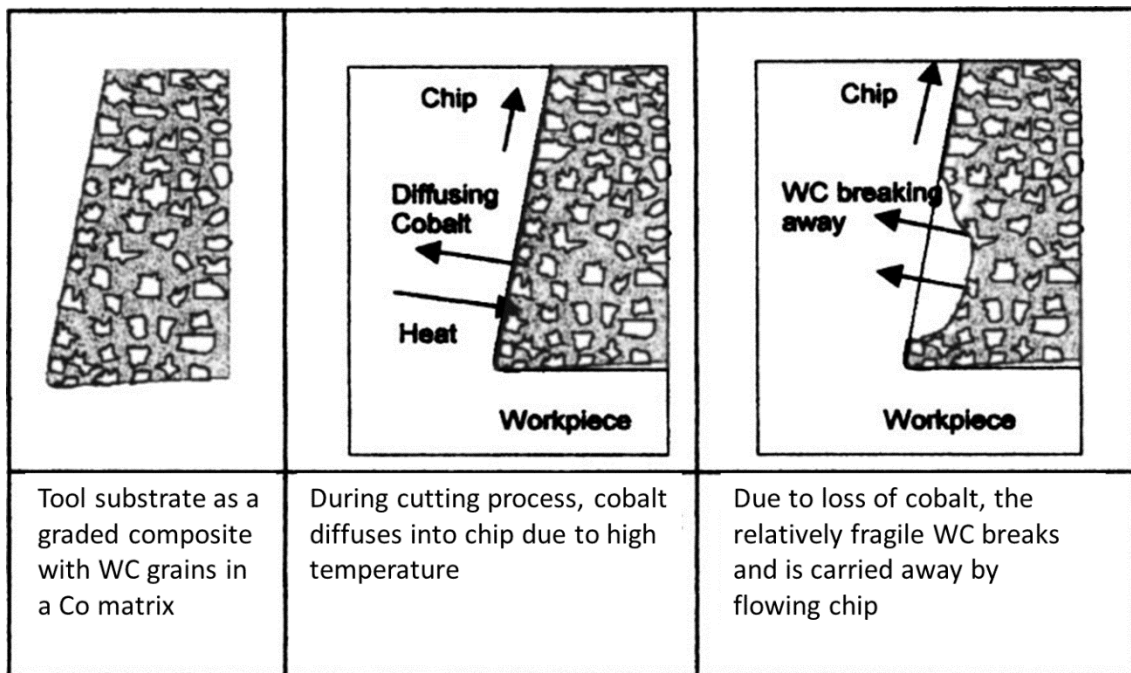 Chip
Diffusing
Cobalt
Heat
Workpiece
Chip
WC breaking
away
Workpiece
Tool substrate as a
graded composite
with WC grains in
a Co matrix
During cutting process, cobalt
diffuses into chip due to high
temperature
Due to loss of cobalt, the
relatively fragile WC breaks
and is carried away by
flowing chip